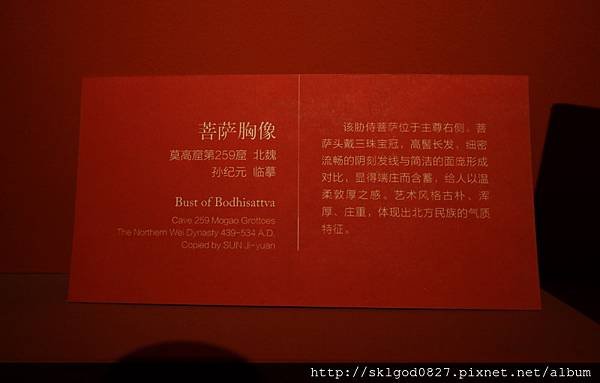 菩萨胸像
莫高窟第259窟 北魏
孙纪元 临摹
Bust of Bodhisattva
Cave 259 Mogao Grottoes
The Northern Wei Dynasty 439-534 A.D.
Copied by SUN Ji-yuan
该胁侍菩萨位于主尊右侧。菩
萨头戴三珠宝冠，高髻长发，细密
流畅的阴刻发线与简洁的面庞形成
对比，显得端庄而含蓄，给人以温
柔敦厚之感。艺术风格古朴、浑
厚、庄重，体现出北方民族的气质
特征。
http://sklgod0827.pixnet.net/album